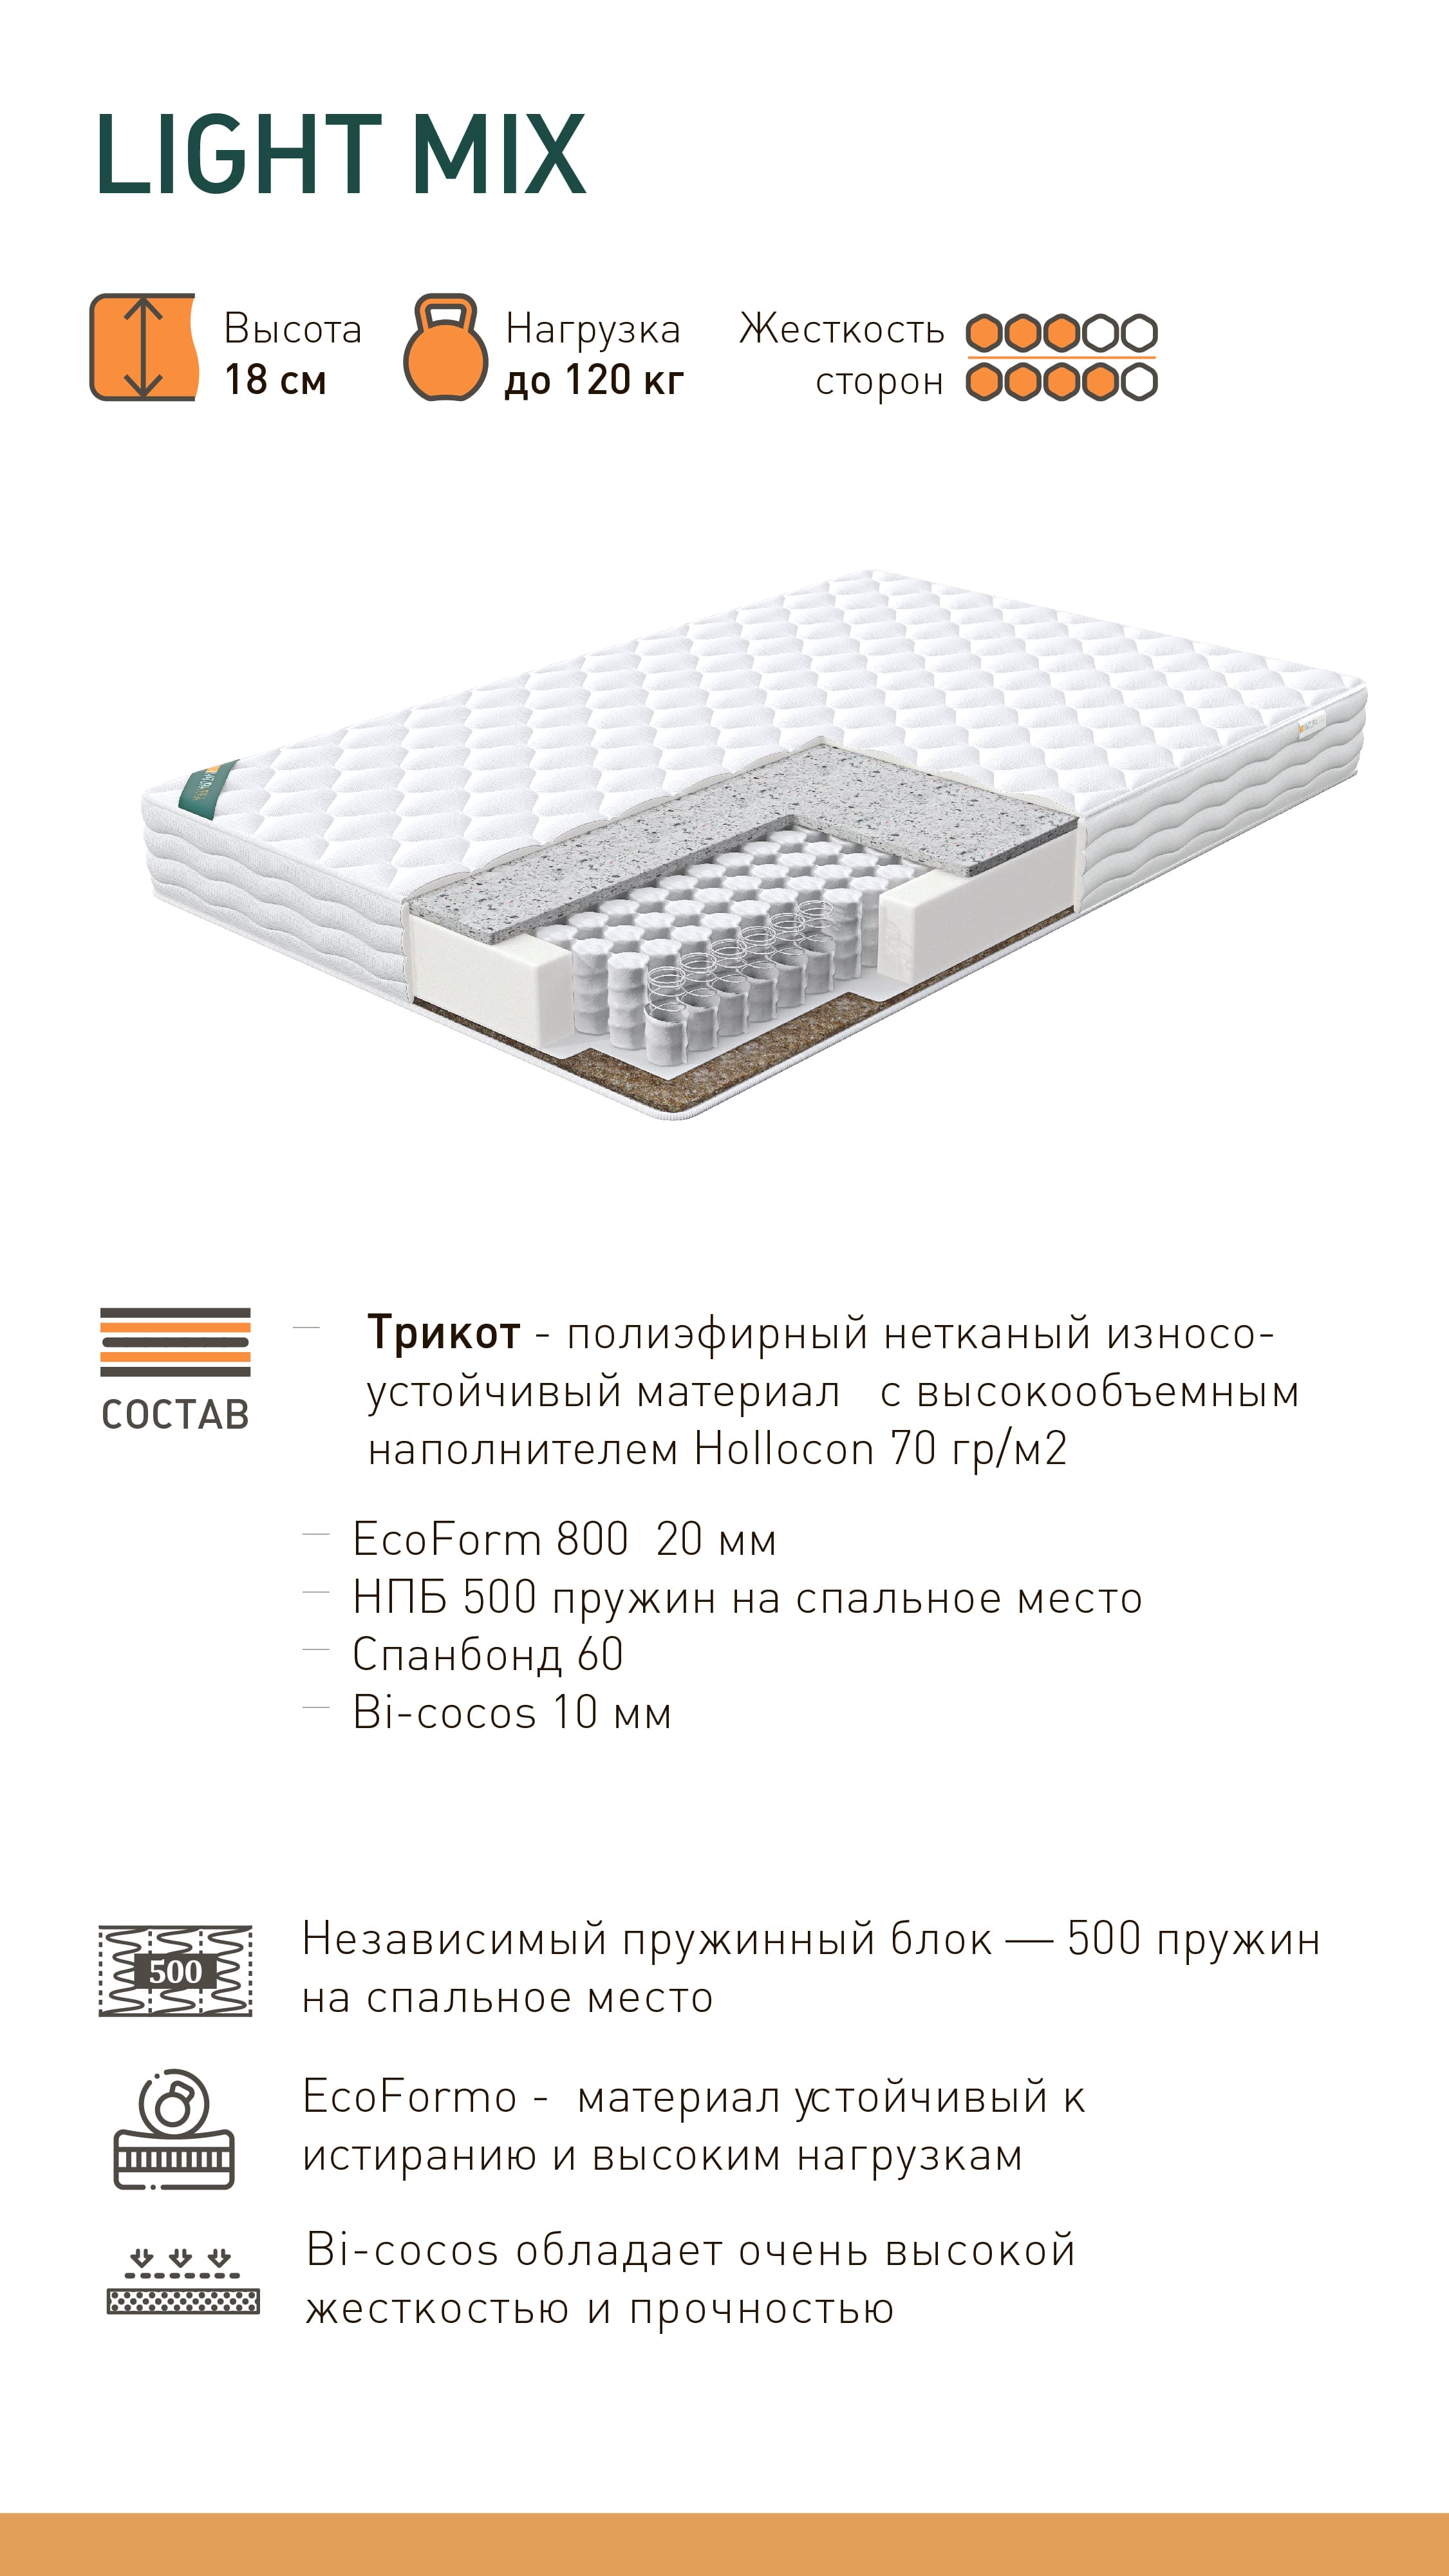 LIGHT MIX
Высота
18 см
Нагрузка
до 120 кг
Жесткость
сторон
СОСТАВ
Трикот - полиэфирный нетканый износо-
устойчивый материал с высокообъемным
наполнителем Hollocon 70 гр/м2
EcoForm 800 20 мм
НПБ 500 пружин на спальное место
Спанбонд 60
Bi-cocos 10 мм
500
Независимый пружинный блок — 500 пружин
на спальное место
EcoFormo - материал устойчивый к
истиранию и высоким нагрузкам
Bi-cocos обладает очень высокой
жесткостью и прочностью